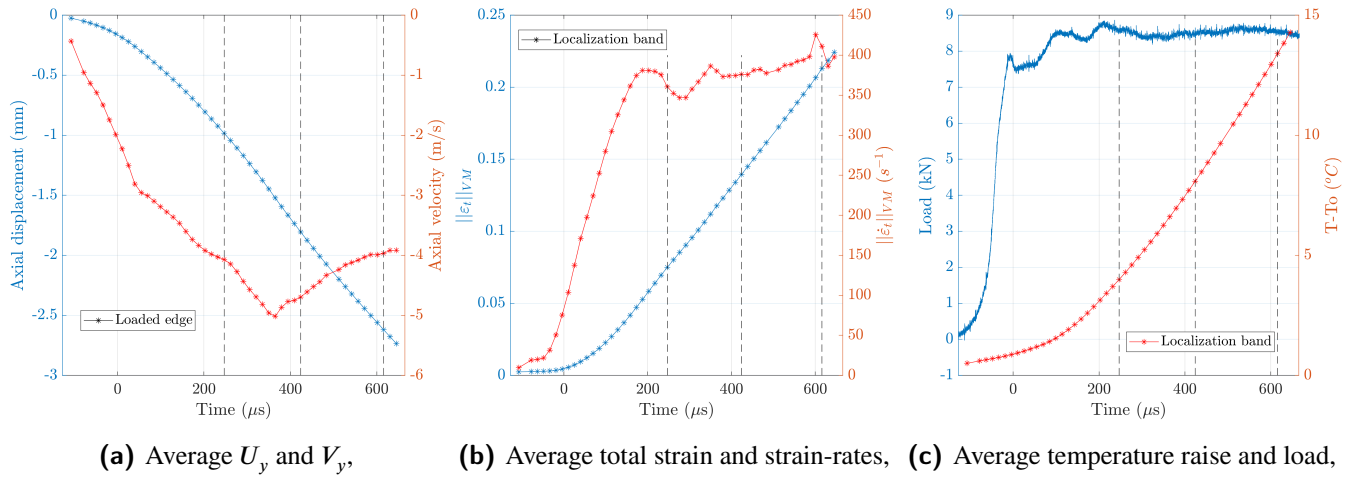 0
-0.5
-1
-1.5
-2
-2.5
-3
Axial displacement (mm)
0
-1
-2
-3
-4
-5
-6
Axial velocity (m/s)
Loaded edge
0 200 400 600
Time (μs)
0.25
0.2
0.15
0.1
0.05
0
||ε_t||_{VM}
450
400
350
300
250
200
150
100
50
0
||ε̇_t||_{VM} (s⁻¹)
Localization band
0 200 400 600
Time (μs)
9
8
7
6
5
4
3
2
1
0
-1
Load (kN)
15
10
5
0
T-To (°C)
Localization band
0 200 400 600
Time (μs)
(a) Average U_y and V_y,
(b) Average total strain and strain-rates,
(c) Average temperature raise and load,